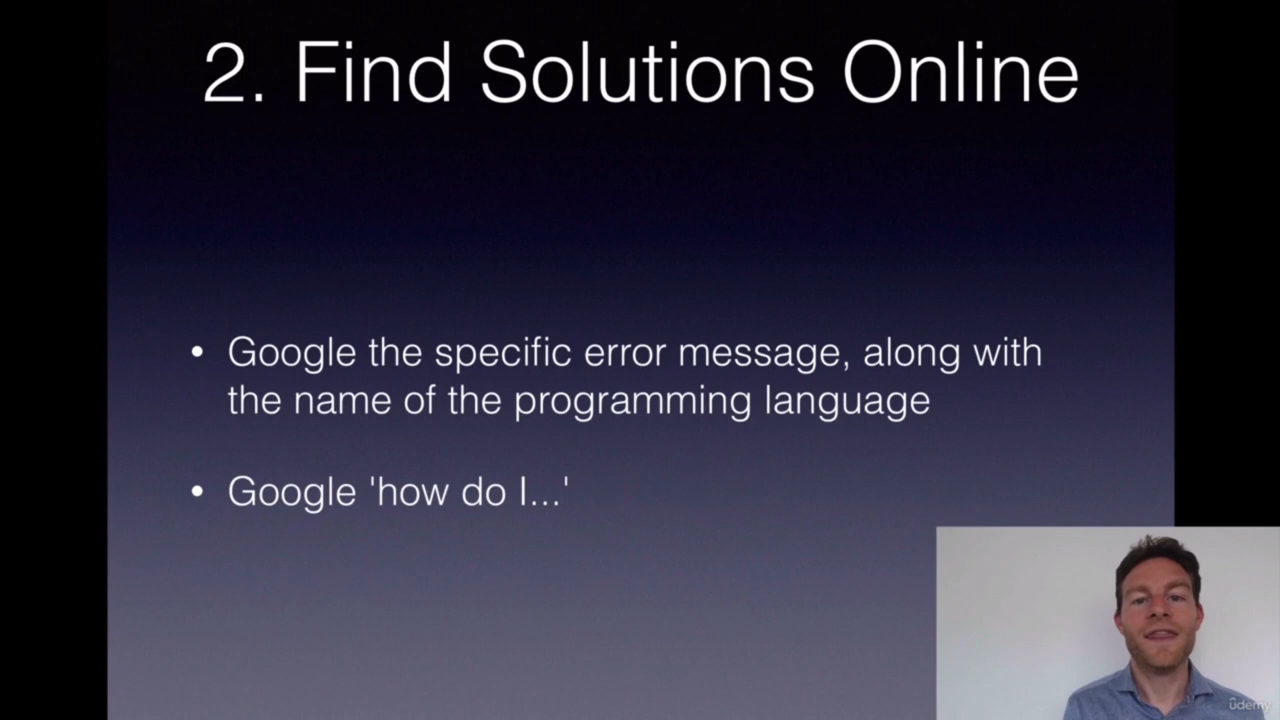 2. Find Solutions Online
• Google the specific error message, along with
the name of the programming language
• Google 'how do I...'
udemy